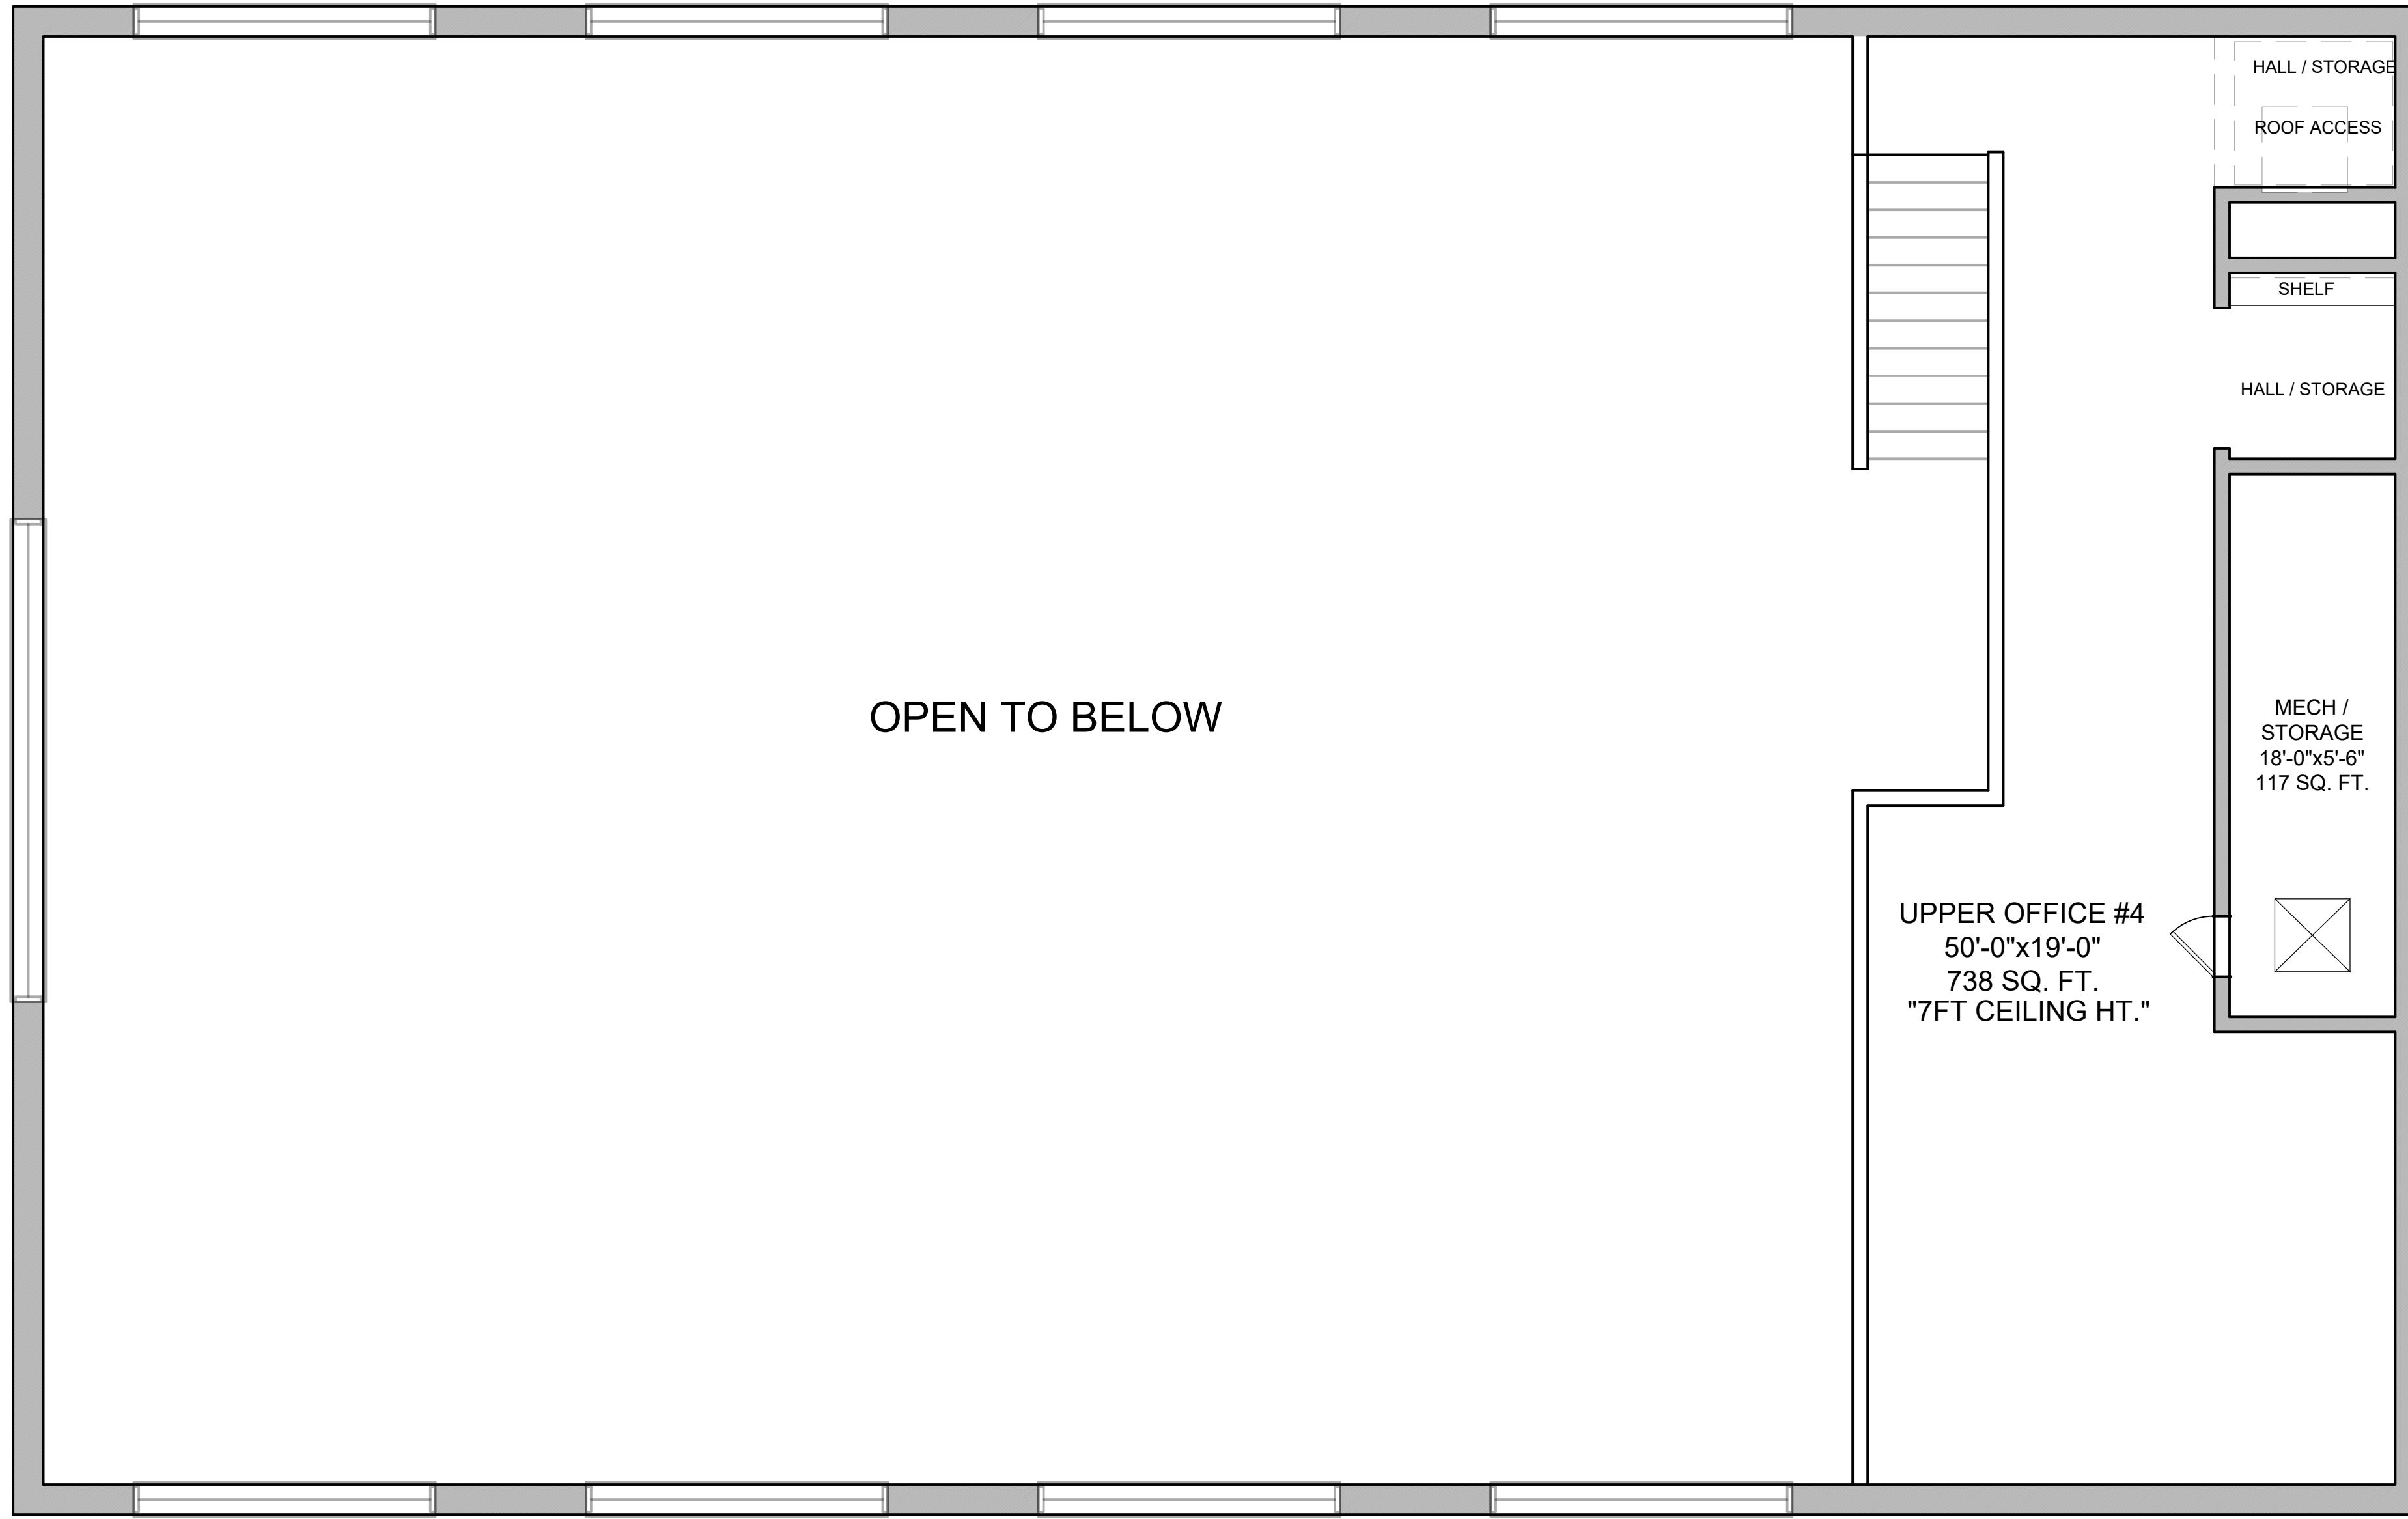 HALL / STORAGE
ROOF ACCESS
SHELF
HALL / STORAGE
OPEN TO BELOW
MECH /
STORAGE
18'-0"x5'-6"
117 SQ. FT.
UPPER OFFICE #4
50'-0"x19'-0"
738 SQ. FT.
"7FT CEILING HT."